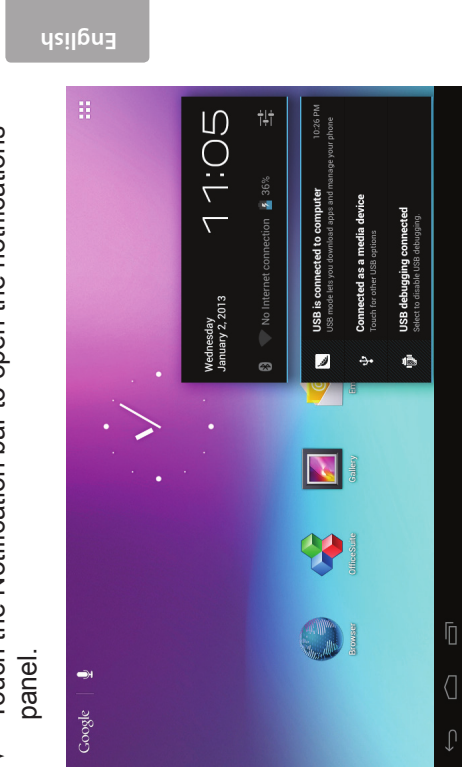 English
Touch the Notification bar to open the notifications
panel.
Google
11:05
Wednesday
January 2, 2013
No Internet connection
36%
USB is connected to computer
10:26 PM
USB mode lets you download apps and manage your phone
Connected as a media device
Touch for other USB options
USB debugging connected
Select to disable USB debugging.
Browser
OfficeSuite
Gallery